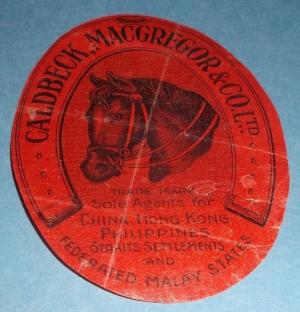 CALDBECK, MACGREGOR & CO. LTD.
TRADE MARK
Sole Agents for
CHINA, HONG KONG
PHILIPPINES
STRAITS SETTLEMENTS
AND
FEDERATED MALAY STATES